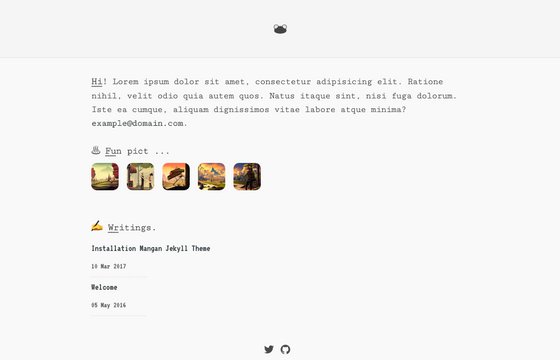 Hi! Lorem ipsum dolor sit amet, consectetur adipisicing elit. Ratione
nihil, velit odio quia autem quos. Natus itaque sint, nisi fuga dolorum.
Iste ea cumque, aliquam dignissimos vitae labore atque minima?
example@domain.com.
Fun pict ...
Writings.
Installation Mangan Jekyll Theme
10 Mar 2017
Welcome
05 May 2016